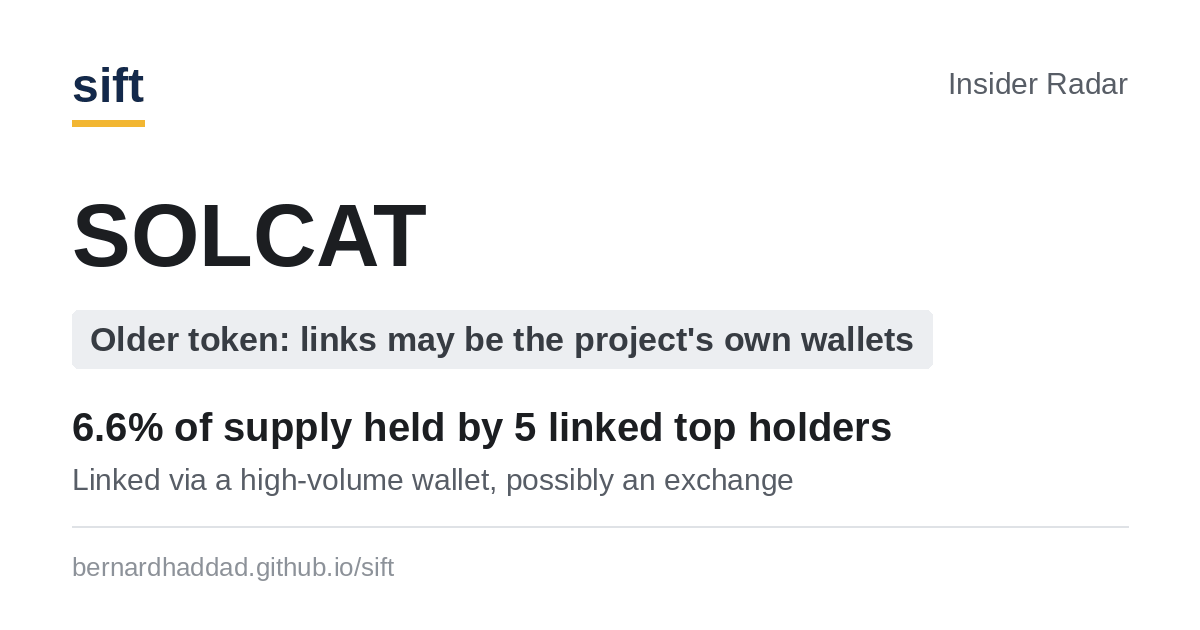 sift
Insider Radar
SOLCAT
Older token: links may be the project's own wallets
6.6% of supply held by 5 linked top holders
Linked via a high-volume wallet, possibly an exchange
bernardhaddad.github.io/sift